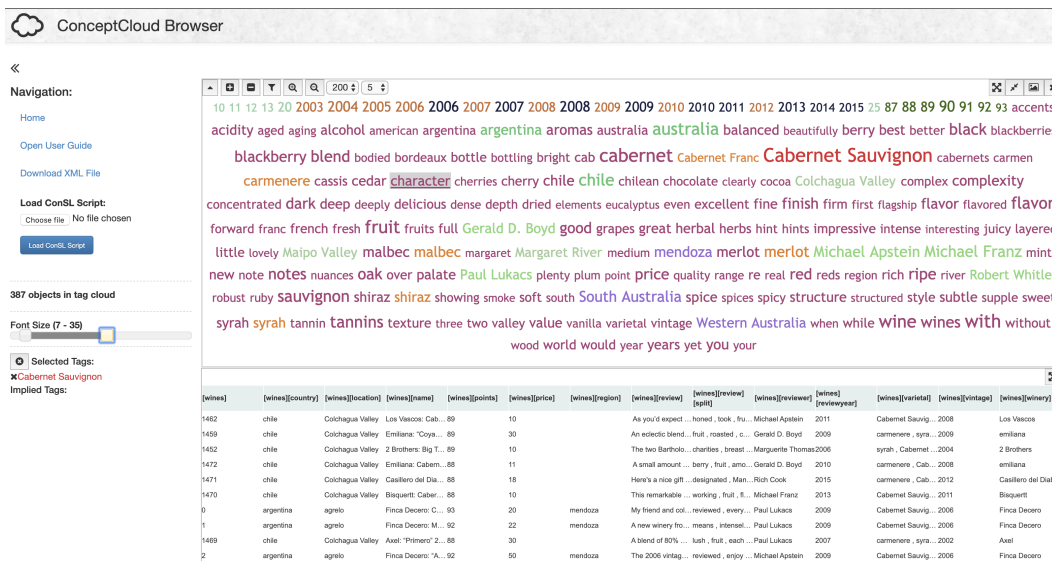 ConceptCloud Browser
«
Navigation:
Home
Open User Guide
Download XML File
Load ConSL Script:
Choose file No file chosen
Load ConSL Script
387 objects in tag cloud
Font Size (7 - 35)
Selected Tags:
Cabernet Sauvignon
Implied Tags:
200 5
10 11 12 13 20 2003 2004 2005 2006 2006 2007 2007 2008 2008 2009 2009 2010 2010 2011 2012 2013 2014 2015 25 87 88 89 90 91 92 93 accents
acidity aged aging alcohol american argentina argentina aromas australia australia balanced beautifully berry best better black blackberries
blackberry blend bodied bordeaux bottle bottling bright cab cabernet Cabernet Franc Cabernet Sauvignon cabernets carmen
carmenere cassis cedar character cherries cherry chile chile chilean chocolate clearly cocoa Colchagua Valley complex complexity
concentrated dark deep deeply delicious dense depth dried elements eucalyptus even excellent fine finish firm first flagship flavor flavored flavor
forward franc french fresh fruit fruits full Gerald D. Boyd good grapes great herbal herbs hint hints impressive intense interesting juicy layere
little lovely Maipo Valley malbec malbec margaret Margaret River medium mendoza merlot merlot Michael Apstein Michael Franz mint
new note notes nuances oak over palate Paul Lukacs plenty plum point price quality range re real red reds region rich ripe river Robert Whitle
robust ruby sauvignon shiraz shiraz showing smoke soft south South Australia spice spices spicy structure structured style subtle supple sweet
syrah syrah tannin tannins texture three two valley value vanilla varietal vintage Western Australia when while wine wines with without
wood world would year years yet you your
[wines] [wines][country] [wines][location] [wines][name] [wines][points] [wines][price] [wines][region] [wines][review] [wines][review][split] [wines][reviewer] [wines][reviewyear] [wines][varietal] [wines][vintage] [wines][winery]
1462 chile Colchagua Valley Los Vascos: Cab... 89 10 As you'd expect ... honed , took , fru... Michael Apstein 2011 Cabernet Sauvig... 2008 Los Vascos
1459 chile Colchagua Valley Emiliana: "Coya... 89 30 An eclectic blend... fruit , roasted , c... Gerald D. Boyd 2009 carmenere , syra... 2009 emiliana
1452 chile Colchagua Valley 2 Brothers: Big T... 89 10 The two Bartholo... charities , breast ... Marguerite Thomas 2006 syrah , Cabernet ... 2004 2 Brothers
1472 chile Colchagua Valley Emiliana: Cabern... 88 11 A small amount ... berry , fruit , amo... Gerald D. Boyd 2010 carmenere , Cab... 2008 emiliana
1471 chile Colchagua Valley Casillero del Dia... 88 18 Here's a nice gift ... designated , Man... Rich Cook 2015 carmenere , Cab... 2012 Casillero del Diab
1470 chile Colchagua Valley Bisquertt: Caber... 88 10 This remarkable ... working , fruit , fl... Michael Franz 2013 Cabernet Sauvig... 2011 Bisquertt
0 argentina agrelo Finca Decero: C... 93 20 mendoza My friend and col... reviewed , every... Paul Lukacs 2009 Cabernet Sauvig... 2006 Finca Decero
1 argentina agrelo Finca Decero: M... 92 22 mendoza A new winery fro... means , intensel... Paul Lukacs 2009 Cabernet Sauvig... 2006 Finca Decero
1469 chile Colchagua Valley Axel: "Primero" 2... 88 30 A blend of 80% ... lush , fruit , each ... Paul Lukacs 2007 carmenere , syra... 2002 Axel
2 argentina agrelo Finca Decero: "A... 92 50 mendoza The 2006 vintag... reviewed , enjoy ... Michael Apstein 2009 Cabernet Sauvig... 2006 Finca Decero